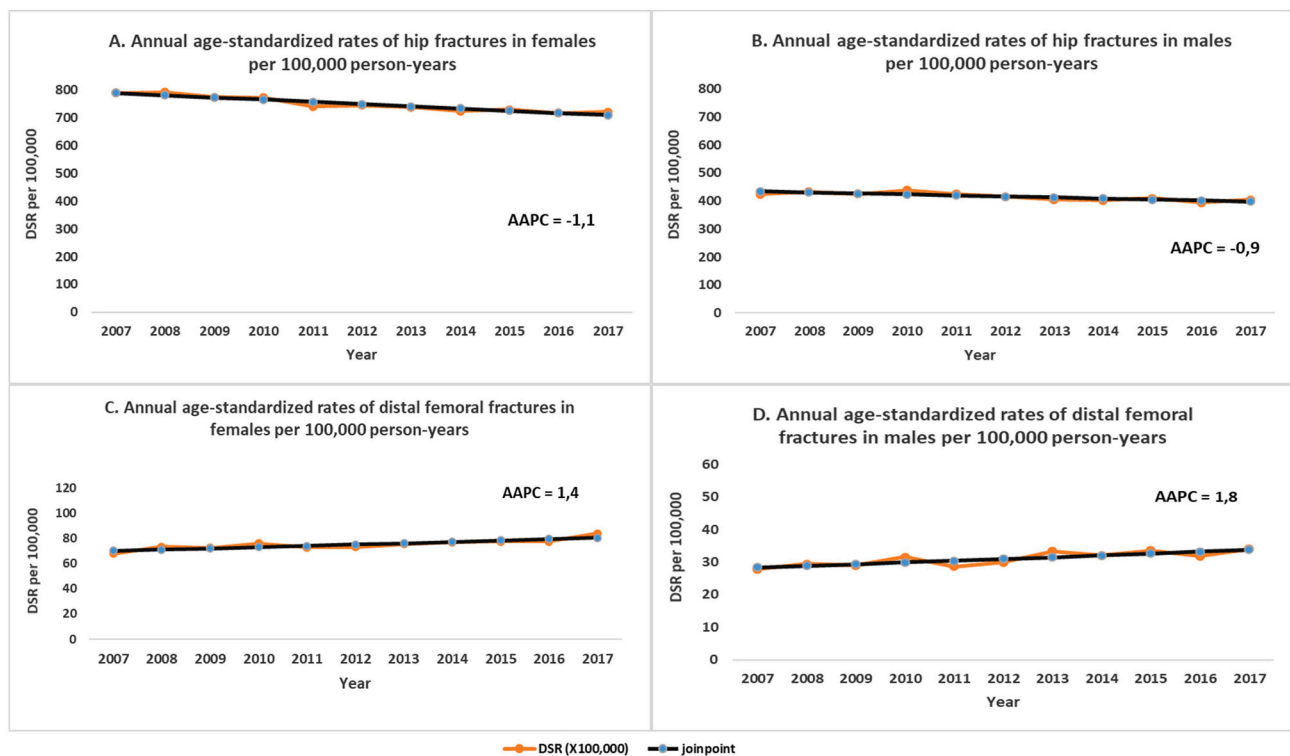 A. Annual age-standardized rates of hip fractures in females
per 100,000 person-years
800
700
600
500
400
300
200
100
0
DSR per 100,000
AAPC = -1,1
2007 2008 2009 2010 2011 2012 2013 2014 2015 2016 2017
Year
B. Annual age-standardized rates of hip fractures in males
per 100,000 person-years
800
700
600
500
400
300
200
100
0
DSR per 100,000
AAPC = -0,9
2007 2008 2009 2010 2011 2012 2013 2014 2015 2016 2017
Year
C. Annual age-standardized rates of distal femoral fractures in
females per 100,000 person-years
120
100
80
60
40
20
0
DSR per 100,000
AAPC = 1,4
2007 2008 2009 2010 2011 2012 2013 2014 2015 2016 2017
Year
D. Annual age-standardized rates of distal femoral
fractures in males per 100,000 person-years
60
50
40
30
20
10
0
DSR per 100,000
AAPC = 1,8
2007 2008 2009 2010 2011 2012 2013 2014 2015 2016 2017
Year
DSR (X100,000) joinpoint